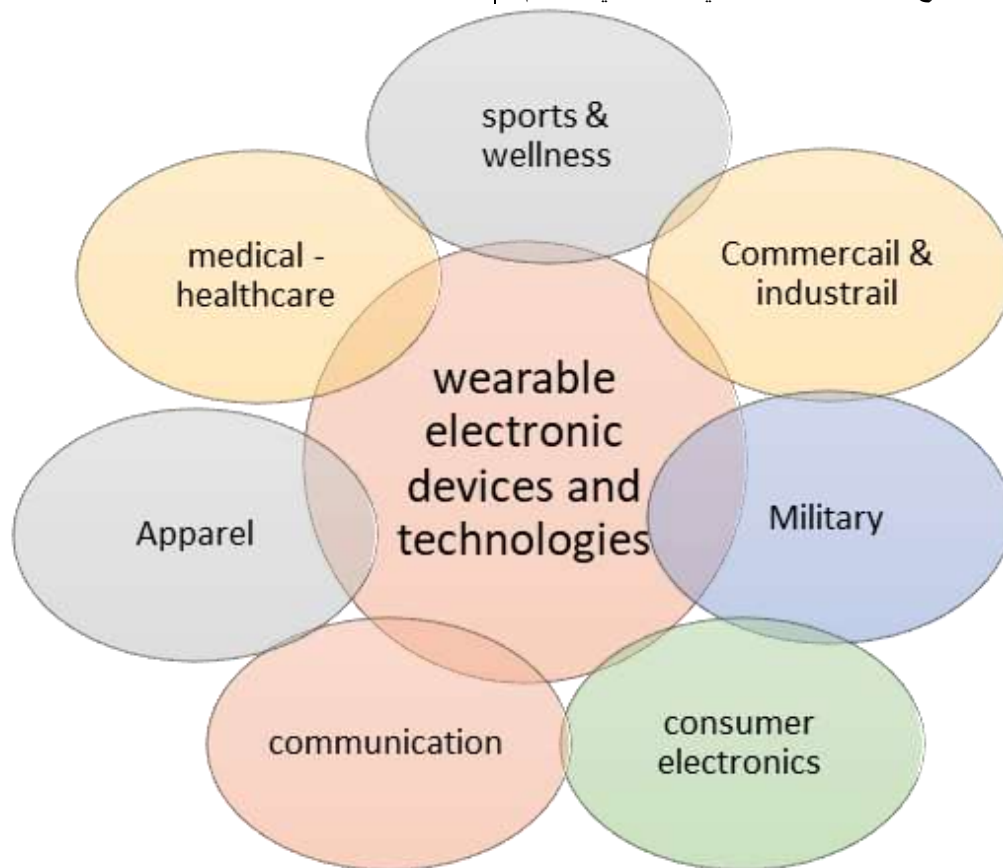 sports &
wellness
medical -
healthcare
Commercail &
industrail
wearable
electronic
devices and
technologies
Apparel
Military
communication
consumer
electronics